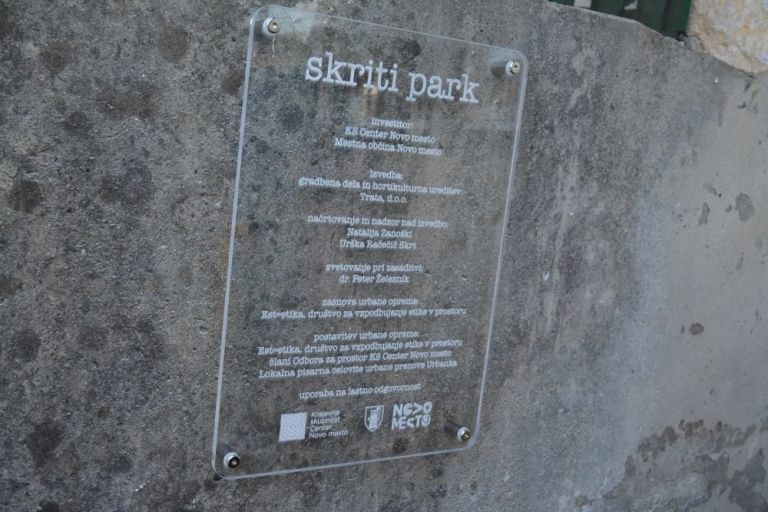 skriti park
investitor:
KS Center Novo mesto
Mestna občina Novo mesto
izvedba:
gradbena dela in hortikulturna ureditev:
Trata, d.o.o.
načrtovanje in nadzor nad izvedbo:
Natalija Zanoški
Urška Račečič Skrt
svetovanje pri zasaditvi:
dr. Peter Železnik
zasnova urbane opreme:
Est=etika, društvo za vzpodbujanje etike v prostoru
postavitev urbane opreme:
Est=etika, društvo za vzpodbujanje etike v prostoru
člani Odbora za prostor KS Center Novo mesto
Lokalna pisarna celovite urbane prenove Urbanka
uporaba na lastno odgovornost
Krajevna
skupnost
Center
Novo mesto
NOVO
MESTO